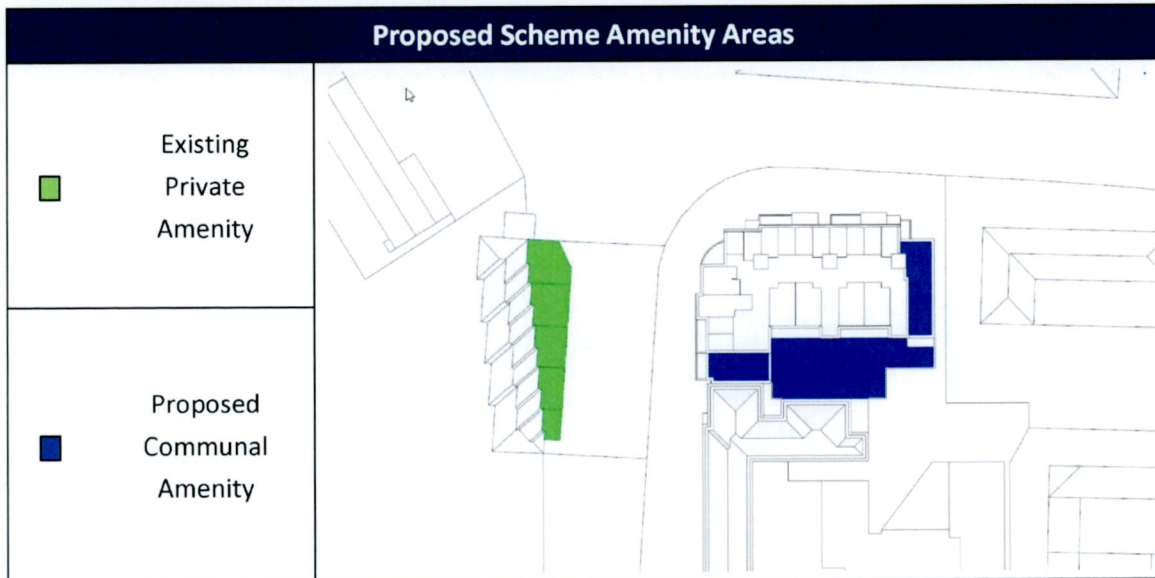 Proposed Scheme Amenity Areas
Existing
Private
Amenity
Proposed
Communal
Amenity